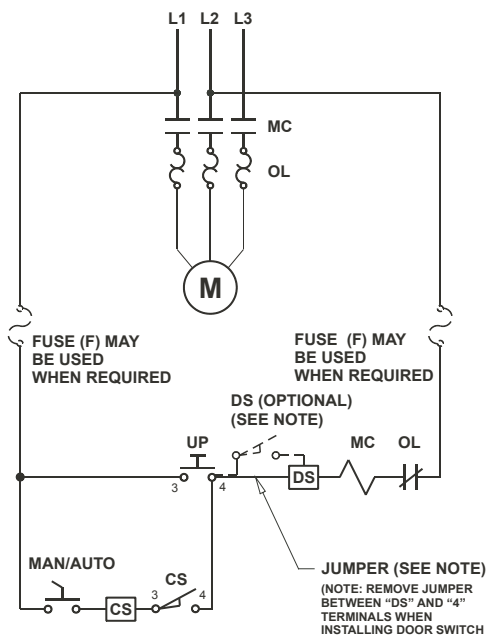 L1 L2 L3
MC
OL
M
FUSE (F) MAY
BE USED
WHEN REQUIRED
FUSE (F) MAY
BE USED
WHEN REQUIRED
DS (OPTIONAL)
(SEE NOTE)
UP
MC
OL
3
4
DS
MAN/AUTO
CS
3
CS
4
JUMPER (SEE NOTE)
(NOTE: REMOVE JUMPER
BETWEEN “DS” AND “4”
TERMINALS WHEN
INSTALLING DOOR SWITCH